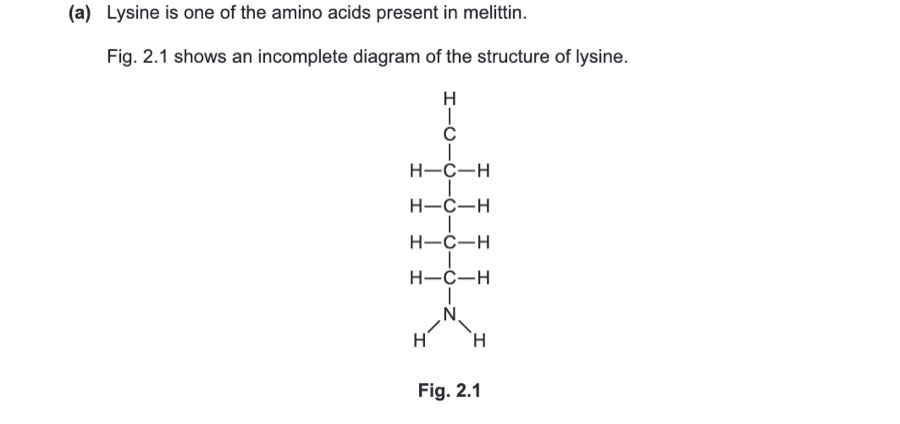 (a) Lysine is one of the amino acids present in melittin.
Fig. 2.1 shows an incomplete diagram of the structure of lysine.
H
C
H–C–H
H–C–H
H–C–H
H–C–H
N
H H
Fig. 2.1